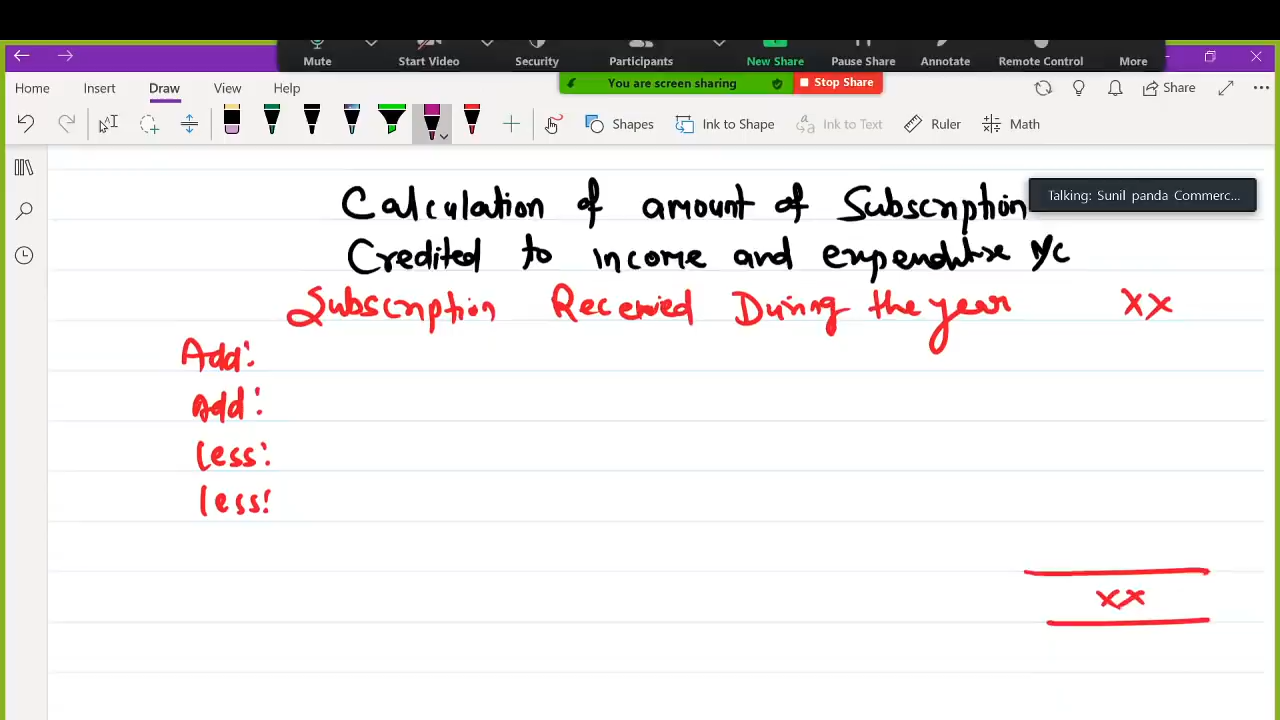 Mute
Start Video
Security
Participants
New Share
Pause Share
Annotate
Remote Control
More
You are screen sharing
Stop Share
Home
Insert
Draw
View
Help
Share
Shapes
Ink to Shape
Ink to Text
Ruler
Math
Talking: Sunil panda Commerc...
Calculation of amount of Subscription
Credited to income and expenditure A/C
Subscription Received During the year XX
Add:
Add:
less:
less:
XX